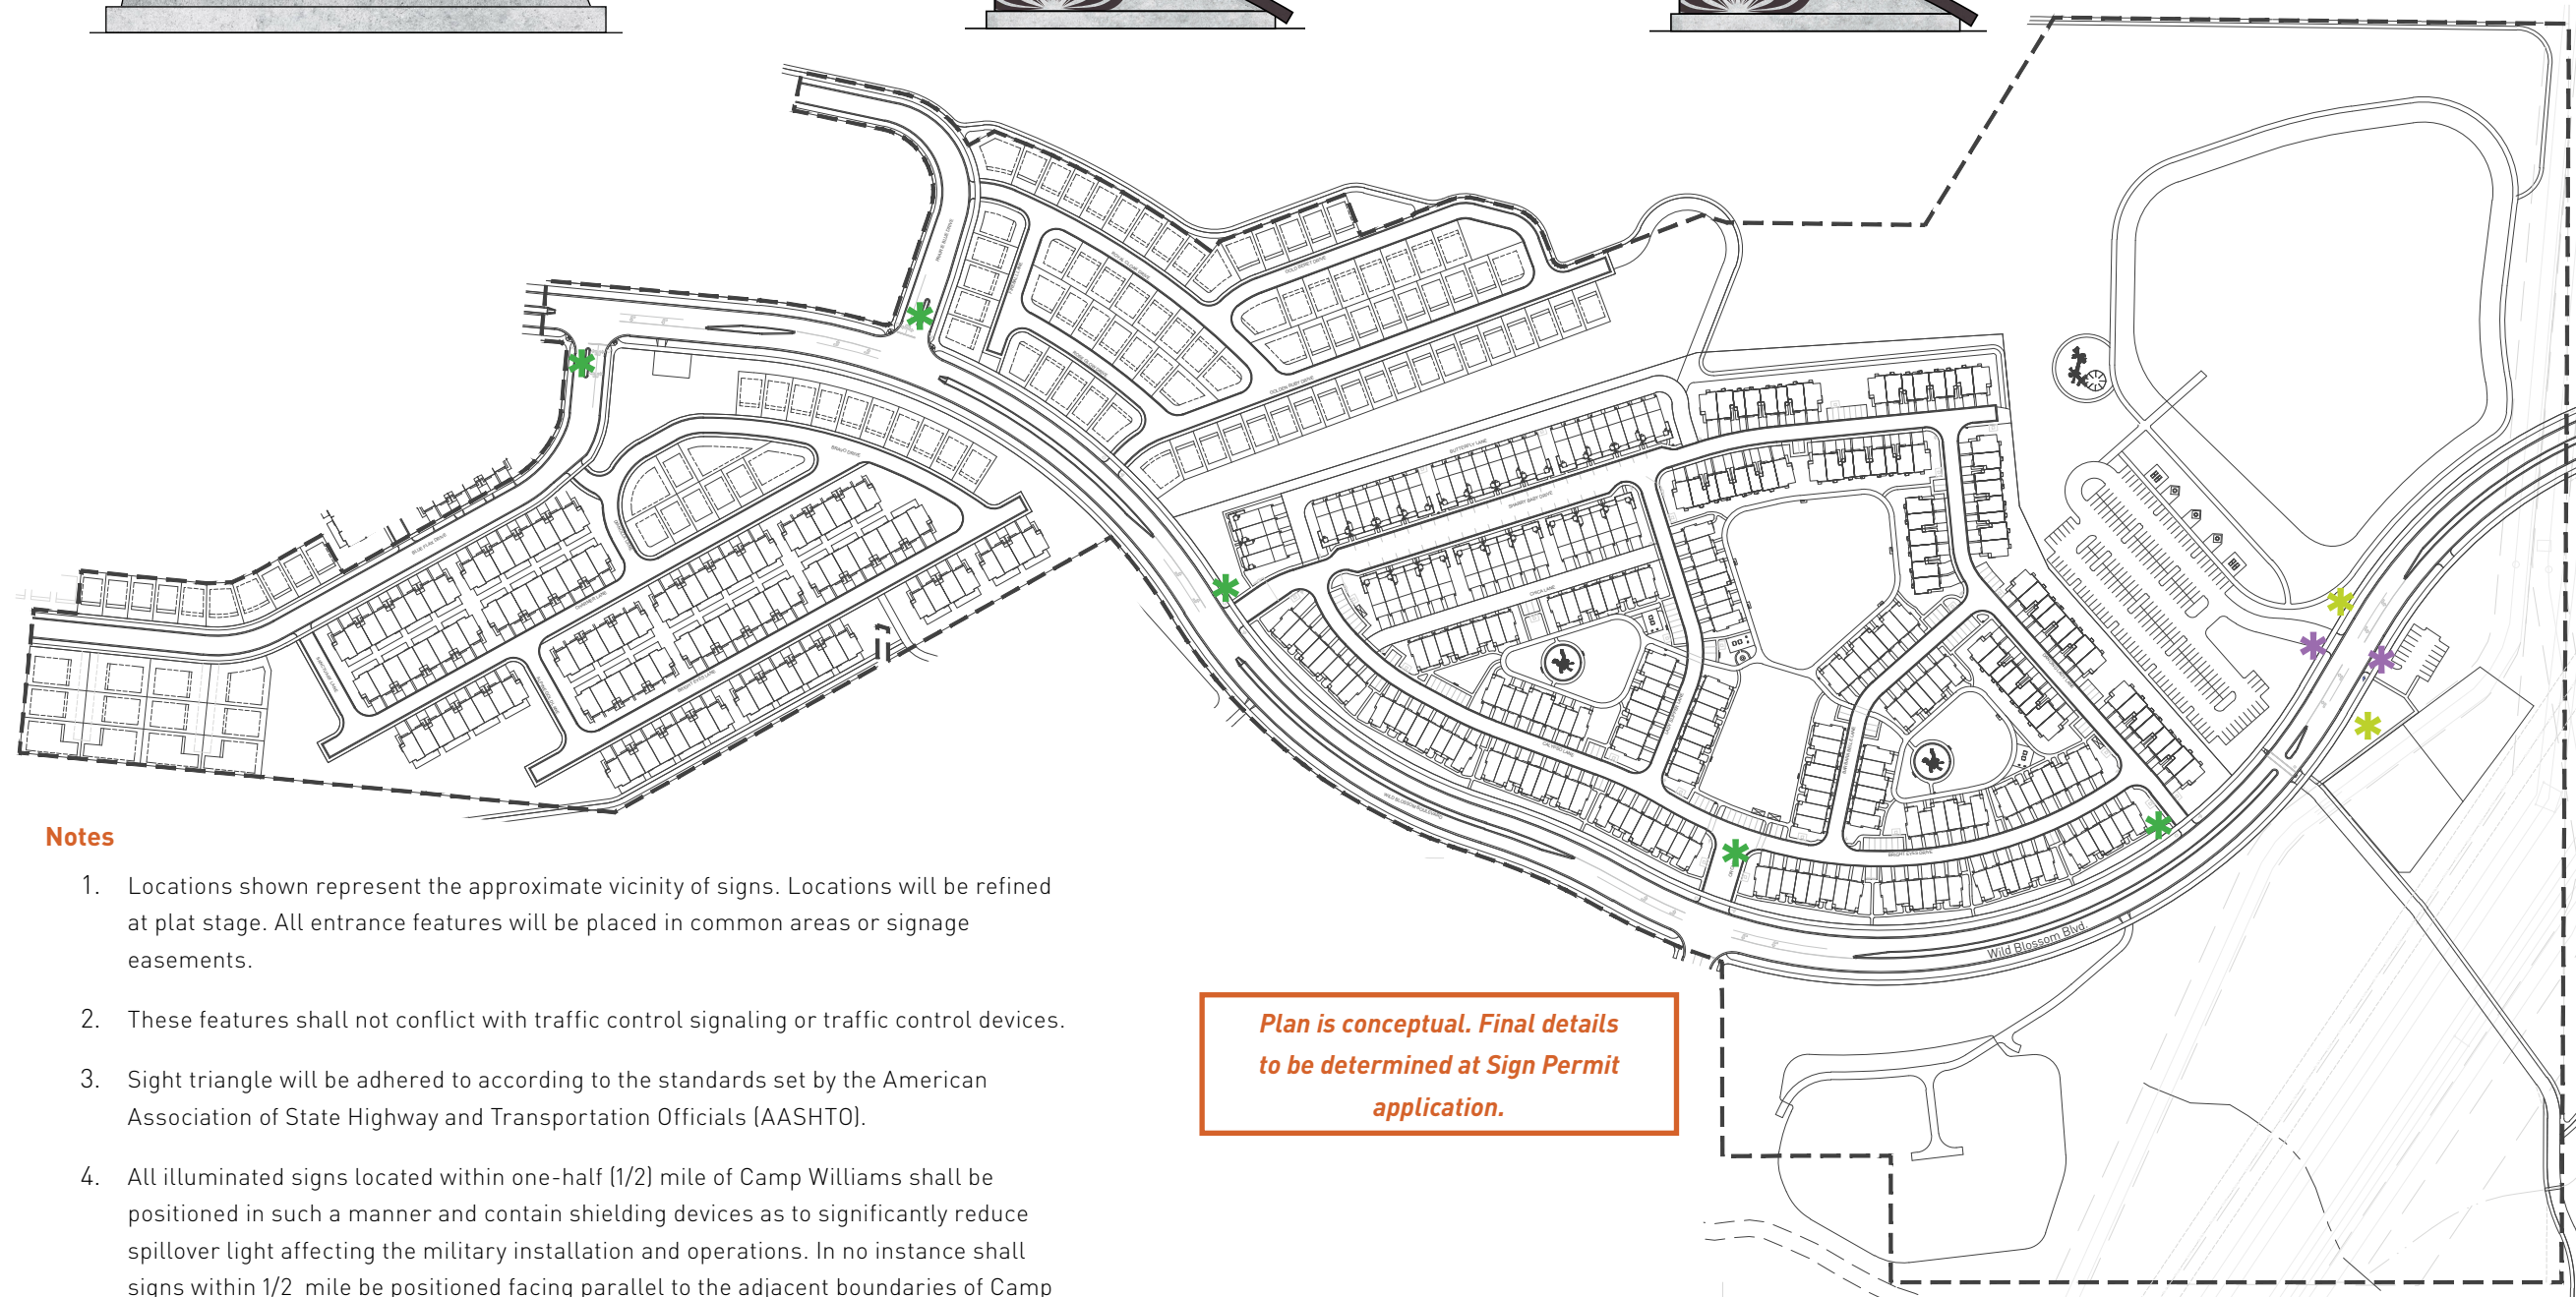 BUTTERFLY LANE
BRAVO DRIVE
BLUE FLAX DRIVE
Wild Blossom Blvd.
Notes
1. Locations shown represent the approximate vicinity of signs. Locations will be refined
at plat stage. All entrance features will be placed in common areas or signage
easements.
2. These features shall not conflict with traffic control signaling or traffic control devices.
3. Sight triangle will be adhered to according to the standards set by the American
Association of State Highway and Transportation Officials (AASHTO).
4. All illuminated signs located within one-half (1/2) mile of Camp Williams shall be
positioned in such a manner and contain shielding devices as to significantly reduce
spillover light affecting the military installation and operations. In no instance shall
signs within 1/2 mile be positioned facing parallel to the adjacent boundaries of Camp
Plan is conceptual. Final details
to be determined at Sign Permit
application.